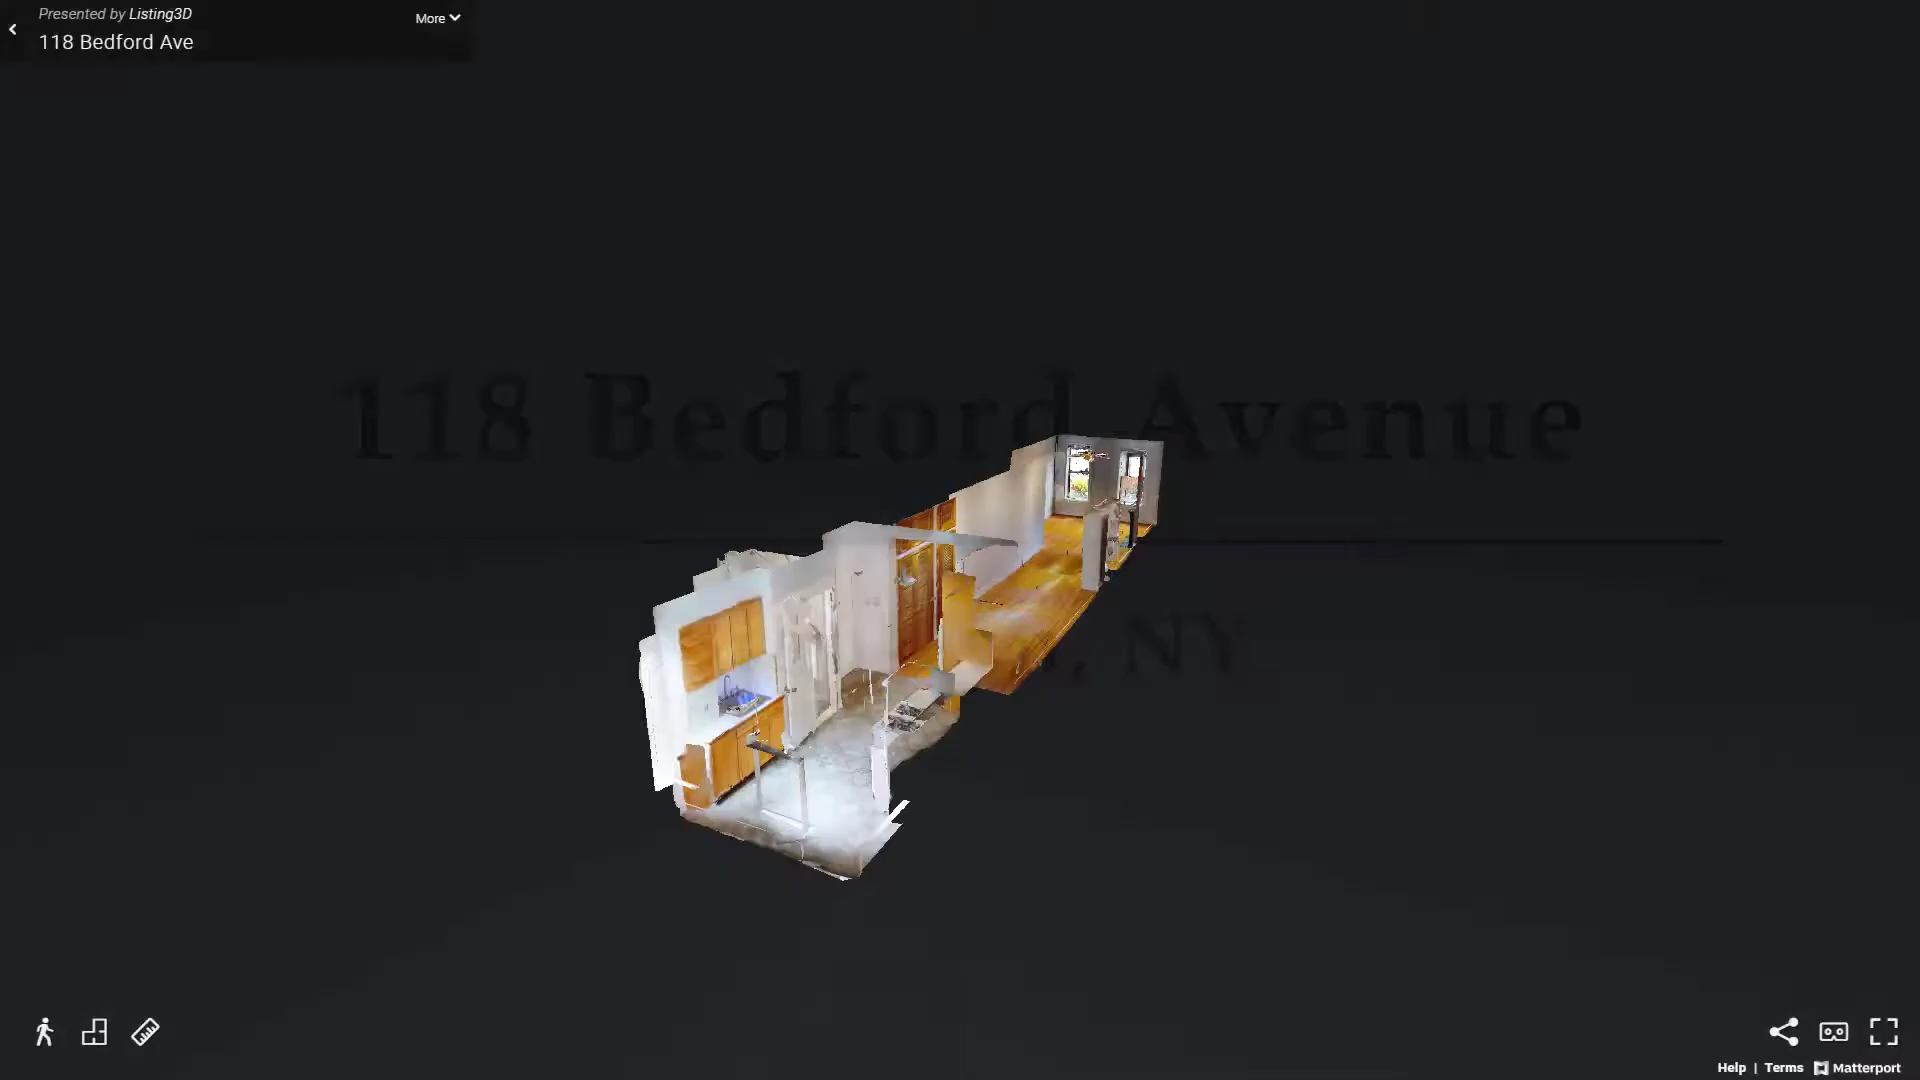 Presented by Listing3D
More
118 Bedford Ave
118 Bedford Avenue
, NY
Help | Terms Matterport